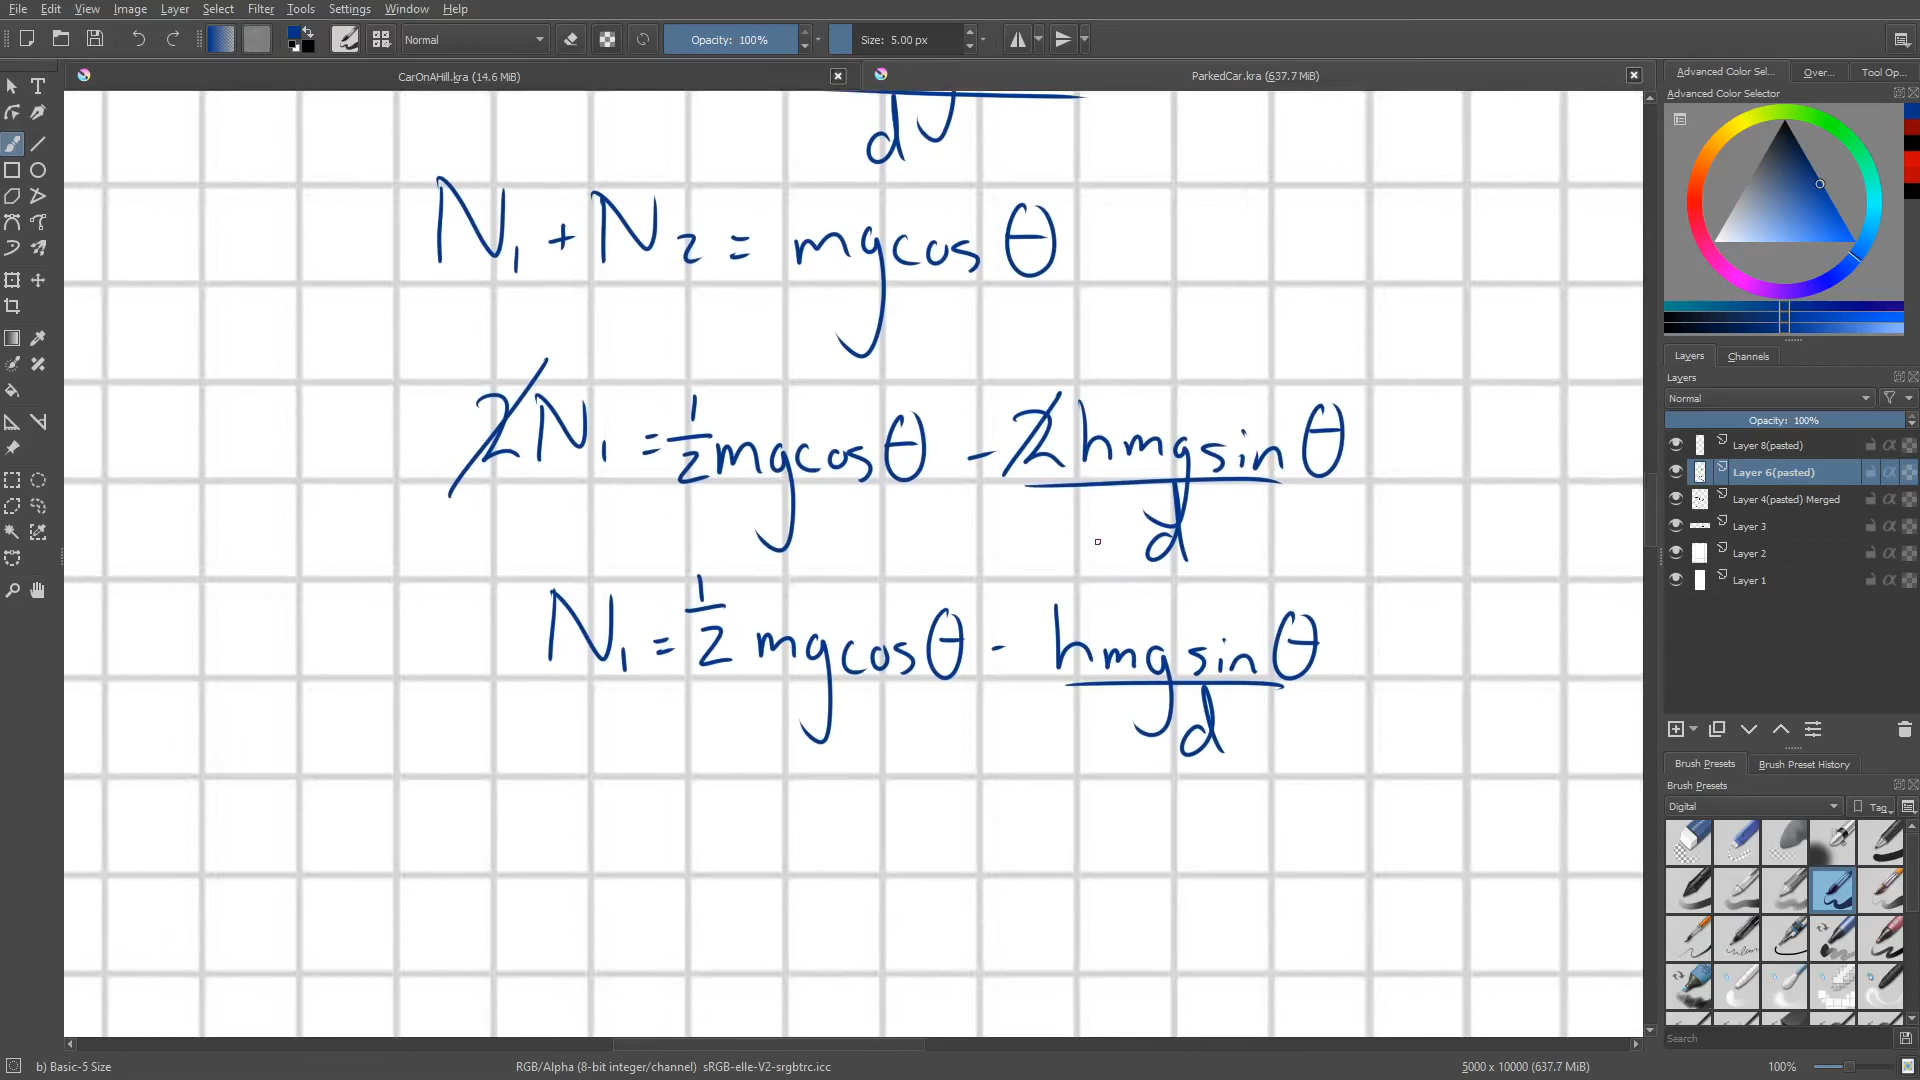 File Edit View Image Layer Select Filter Tools Settings Window Help
Normal Opacity: 100% Size: 5.00 px
CarOnAHill.kra (14.6 MiB) ParkedCar.kra (637.7 MiB)
Advanced Color Sel... Over... Tool Op...
Advanced Color Selector
d
N₁ + N₂ = mgcos θ
2N₁ = 1/2 mgcos θ - 2hmgsin θ / d
N₁ = 1/2 mgcos θ - hmgsin θ / d
Layers Channels
Layers
Normal
Opacity: 100%
Layer 8(pasted)
Layer 6(pasted)
Layer 4(pasted) Merged
Layer 3
Layer 2
Layer 1
Brush Presets Brush Preset History
Brush Presets
Digital Tag
Search
b) Basic-5 Size RGB/Alpha (8-bit integer/channel) sRGB-elle-V2-srgbtrc.icc 5000 x 10000 (637.7 MiB) 100%